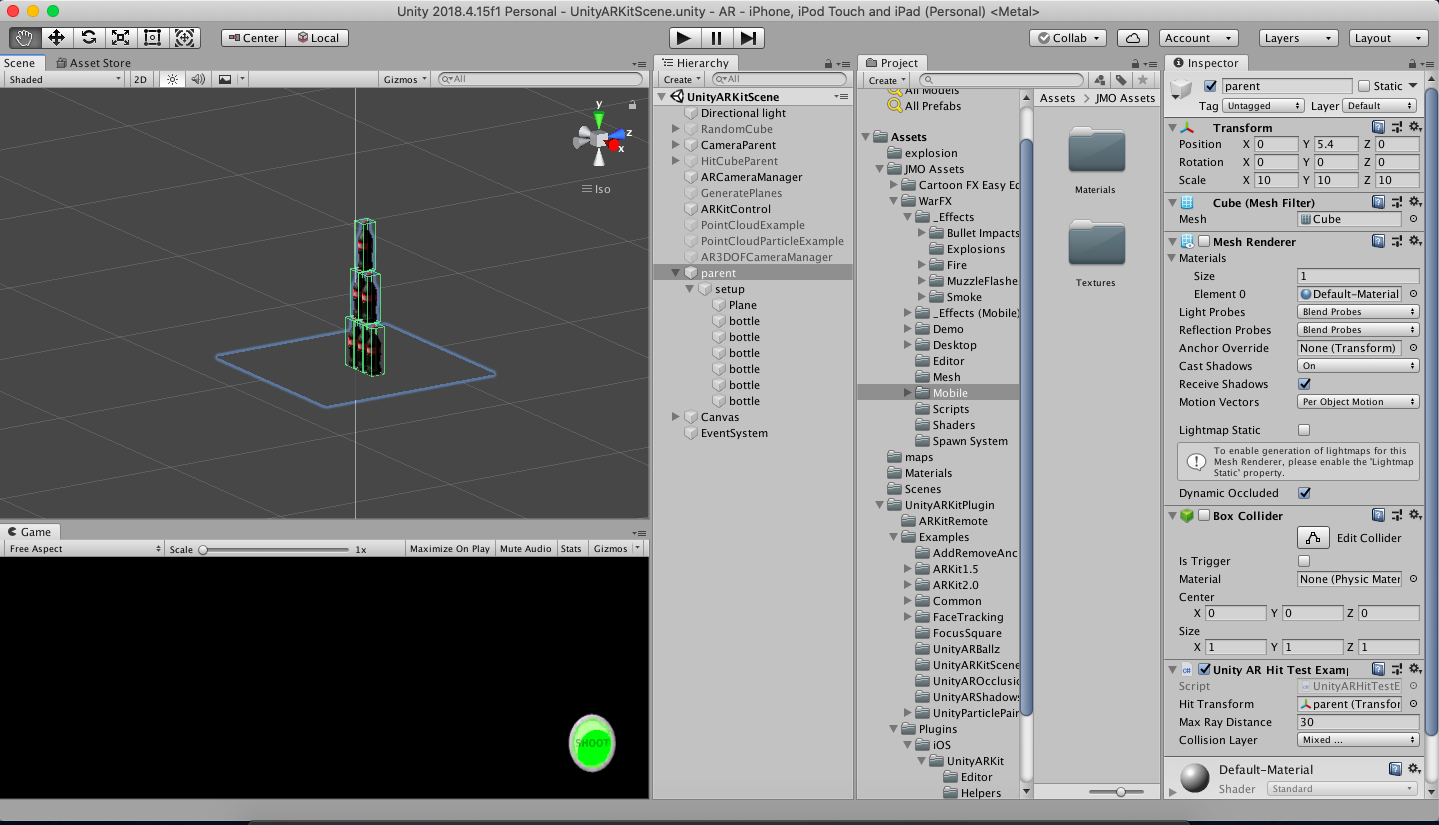 Unity 2018.4.15f1 Personal - UnityARKitScene.unity - AR - iPhone, iPod Touch and iPad (Personal) <Metal>
Center Local
Collab Account Layers Layout
Scene Asset Store
Shaded 2D Gizmos All
y
z
x
Iso
Game
Free Aspect Scale 1x Maximize On Play Mute Audio Stats Gizmos
SHOOT
Hierarchy
Create All
UnityARKitScene
Directional light
RandomCube
CameraParent
HitCubeParent
ARCameraManager
GeneratePlanes
ARKitControl
PointCloudExample
PointCloudParticleExample
AR3DOFCameraManager
parent
setup
Plane
bottle
bottle
bottle
bottle
bottle
bottle
Canvas
EventSystem
Project
Create
All Models
All Prefabs
Assets
explosion
JMO Assets
Cartoon FX Easy Ed
WarFX
_Effects
Bullet Impacts
Explosions
Fire
MuzzleFlashe
Smoke
_Effects (Mobile)
Demo
Desktop
Editor
Mesh
Mobile
Scripts
Shaders
Spawn System
maps
Materials
Scenes
UnityARKitPlugin
ARKitRemote
Examples
AddRemoveAnc
ARKit1.5
ARKit2.0
Common
FaceTracking
FocusSquare
UnityARBallz
UnityARKitScene
UnityAROcclusio
UnityARShadows
UnityParticlePain
Plugins
iOS
UnityARKit
Editor
Helpers
Assets JMO Assets
Materials
Textures
Inspector
parent Static
Tag Untagged Layer Default
Transform
Position X 0 Y 5.4 Z 0
Rotation X 0 Y 0 Z 0
Scale X 10 Y 10 Z 10
Cube (Mesh Filter)
Mesh Cube
Mesh Renderer
Materials
Size 1
Element 0 Default-Material
Light Probes Blend Probes
Reflection Probes Blend Probes
Anchor Override None (Transform)
Cast Shadows On
Receive Shadows
Motion Vectors Per Object Motion
Lightmap Static
To enable generation of lightmaps for this
Mesh Renderer, please enable the 'Lightmap
Static' property.
Dynamic Occluded
Box Collider
Edit Collider
Is Trigger
Material None (Physic Mater
Center
X 0 Y 0 Z 0
Size
X 1 Y 1 Z 1
Unity AR Hit Test Examp
Script UnityARHitTestE
Hit Transform parent (Transfor
Max Ray Distance 30
Collision Layer Mixed ...
Default-Material
Shader Standard